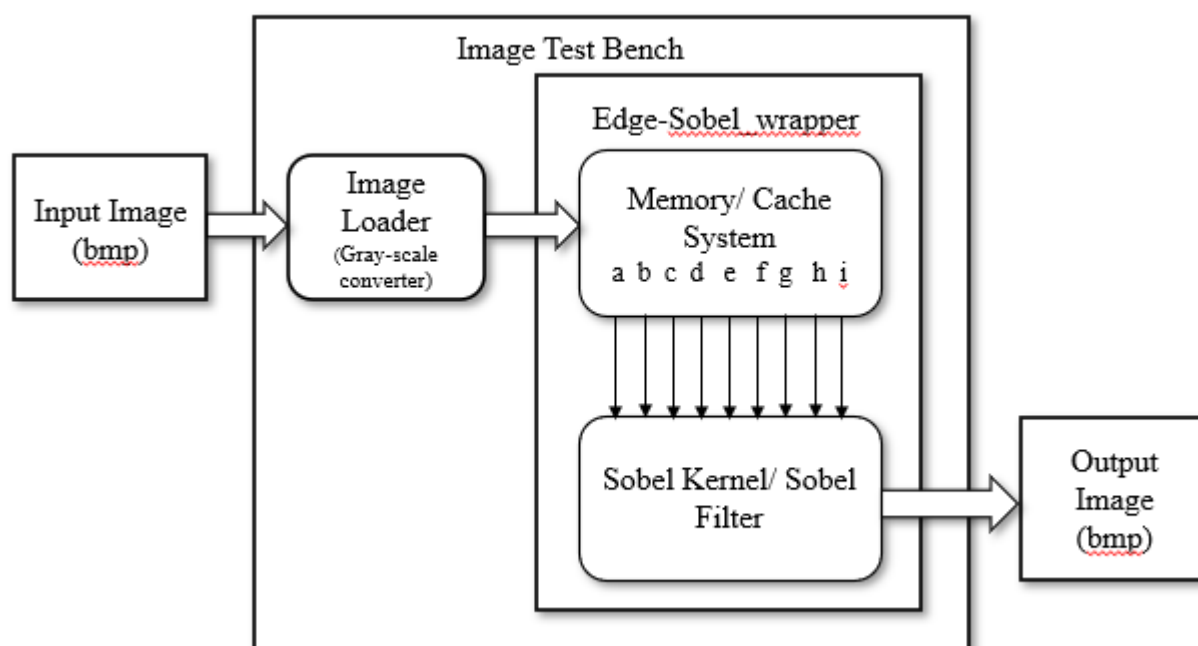 Image Test Bench
Edge-Sobel_wrapper
Input Image
(bmp)
Image
Loader
(Gray-scale
converter)
Memory/ Cache
System
a b c d e f g h i
Sobel Kernel/ Sobel
Filter
Output
Image
(bmp)